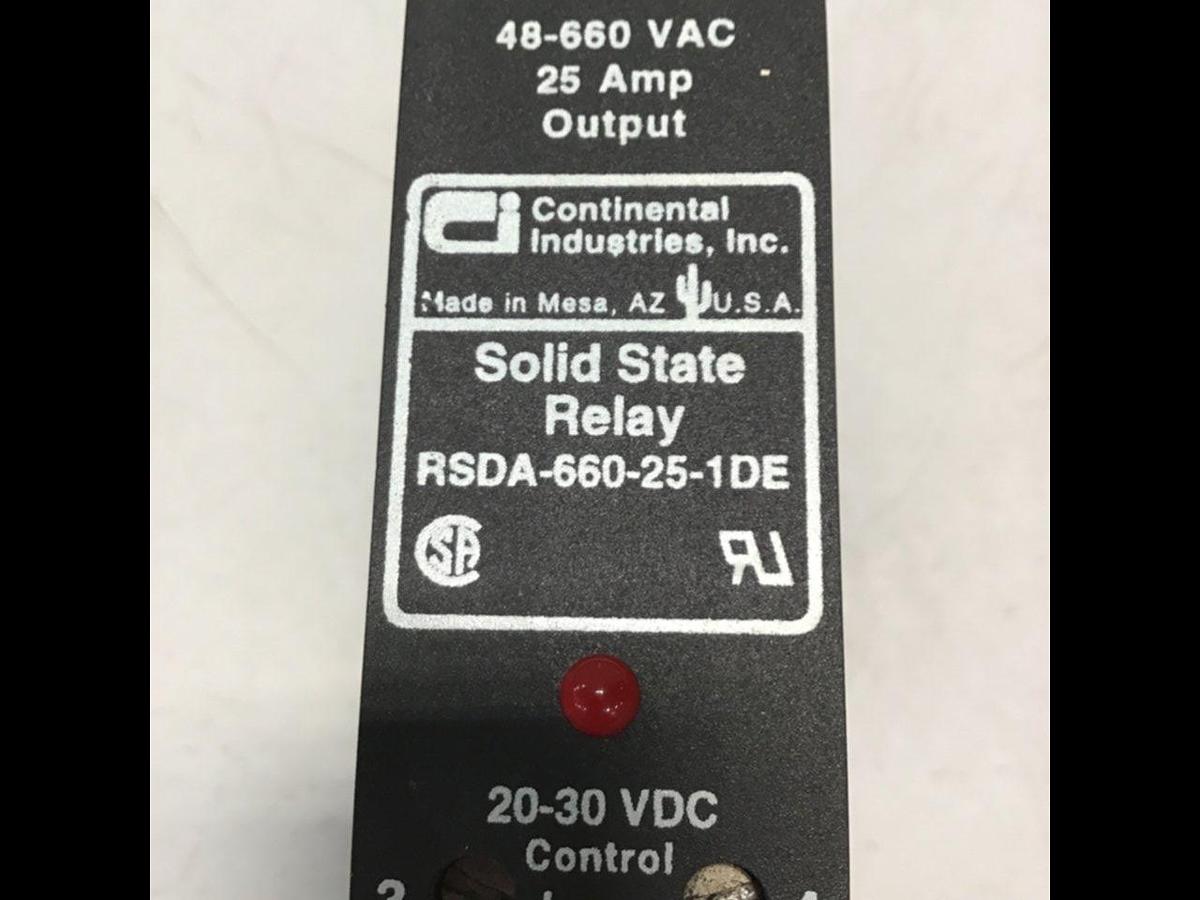 48-660 VAC
25 Amp
Output
Continental
Industries, Inc.
Made in Mesa, AZ U.S.A.
Solid State
Relay
RSDA-660-25-1DE
20-30 VDC
Control